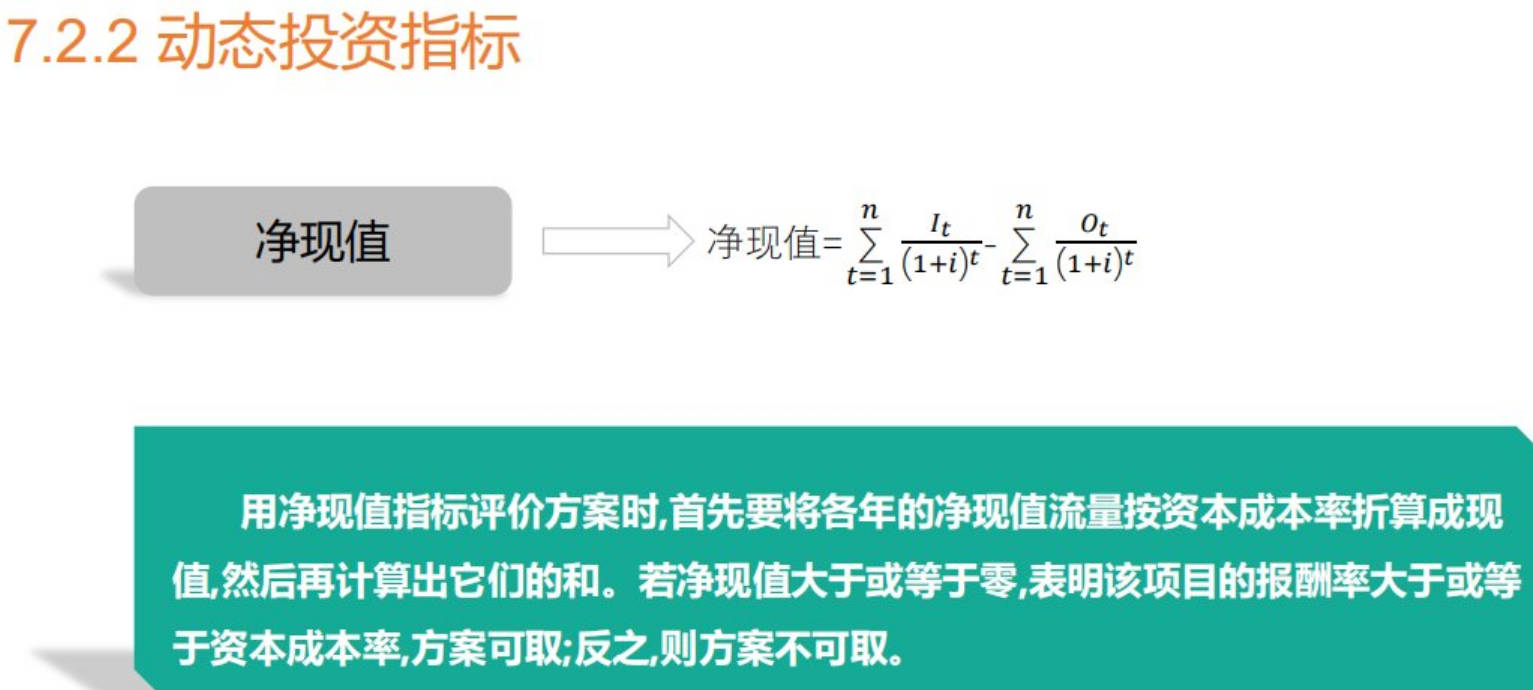 7.2.2 动态投资指标
净现值
净现值=∑_{t=1}^{n} I_t/(1+i)^t - ∑_{t=1}^{n} O_t/(1+i)^t
用净现值指标评价方案时,首先要将各年的净现值流量按资本成本率折算成现
值,然后再计算出它们的和。若净现值大于或等于零,表明该项目的报酬率大于或等
于资本成本率,方案可取;反之,则方案不可取。